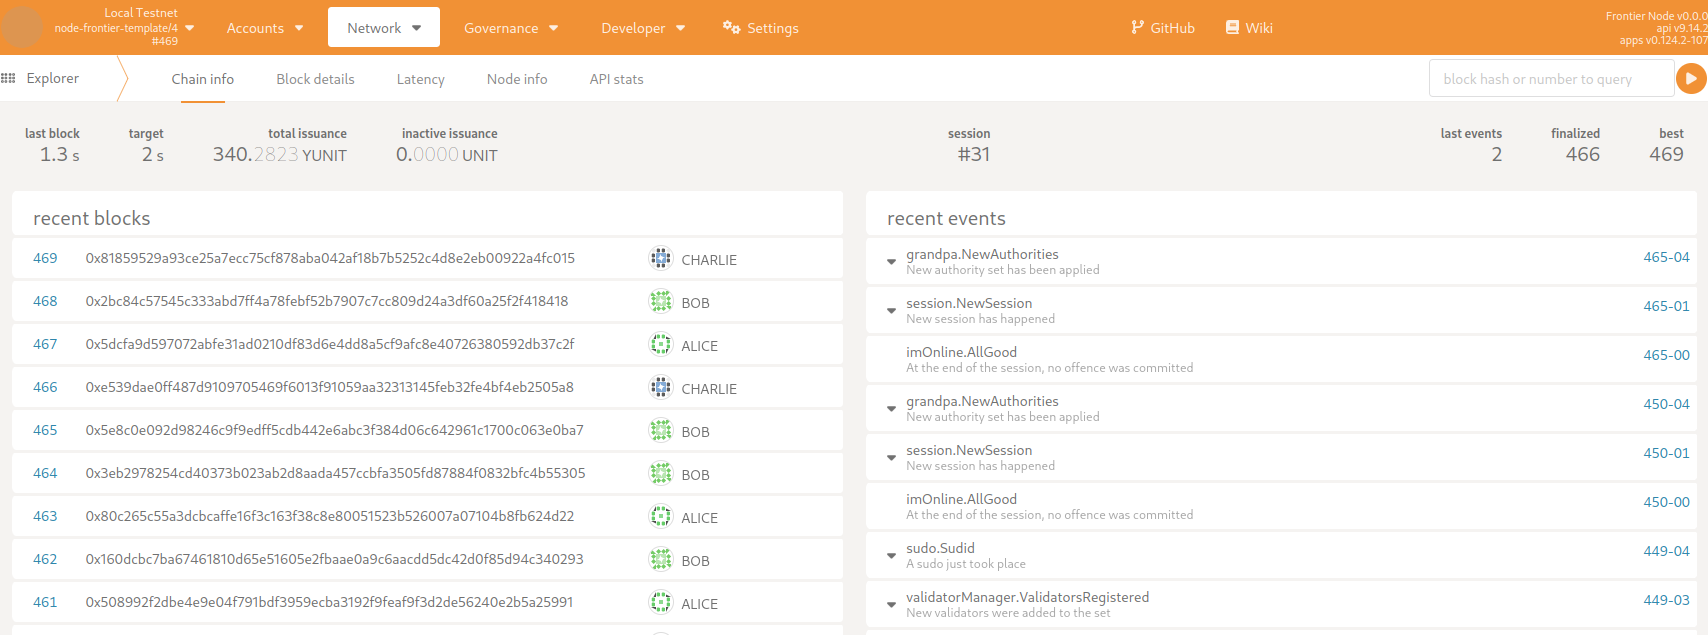 Local Testnet
node-frontier-template/4
#469
Accounts
Network
Governance
Developer
Settings
GitHub
Wiki
Frontier Node v0.0.0
api v9.14.2
apps v0.124.2-107
Explorer
Chain info
Block details
Latency
Node info
API stats
block hash or number to query
last block
1.3 s
target
2 s
total issuance
340.2823 YUNIT
inactive issuance
0.0000 UNIT
session
#31
last events
2
finalized
466
best
469
recent blocks
469 0x81859529a93ce25a7ecc75cf878aba042af18b7b5252c4d8e2eb00922a4fc015 CHARLIE
468 0x2bc84c57545c333abd7ff4a78febf52b7907c7cc809d24a3df60a25f2f418418 BOB
467 0x5dcfa9d597072abfe31ad0210df83d6e4dd8a5cf9afc8e40726380592db37c2f ALICE
466 0xe539dae0ff487d9109705469f6013f91059aa32313145feb32fe4bf4eb2505a8 CHARLIE
465 0x5e8c0e092d98246c9f9edff5cdb442e6abc3f384d06c642961c1700c063e0ba7 BOB
464 0x3eb2978254cd40373b023ab2d8aada457ccbfa3505fd87884f0832bfc4b55305 BOB
463 0x80c265c55a3dcbcaffe16f3c163f38c8e80051523b526007a07104b8fb624d22 ALICE
462 0x160dcbc7ba67461810d65e51605e2fbaae0a9c6aacdd5dc42d0f85d94c340293 BOB
461 0x508992f2dbe4e9e04f791bdf3959ecba3192f9feaf9f3d2de56240e2b5a25991 ALICE
recent events
grandpa.NewAuthorities 465-04
New authority set has been applied
session.NewSession 465-01
New session has happened
imOnline.AllGood 465-00
At the end of the session, no offence was committed
grandpa.NewAuthorities 450-04
New authority set has been applied
session.NewSession 450-01
New session has happened
imOnline.AllGood 450-00
At the end of the session, no offence was committed
sudo.Sudid 449-04
A sudo just took place
validatorManager.ValidatorsRegistered 449-03
New validators were added to the set